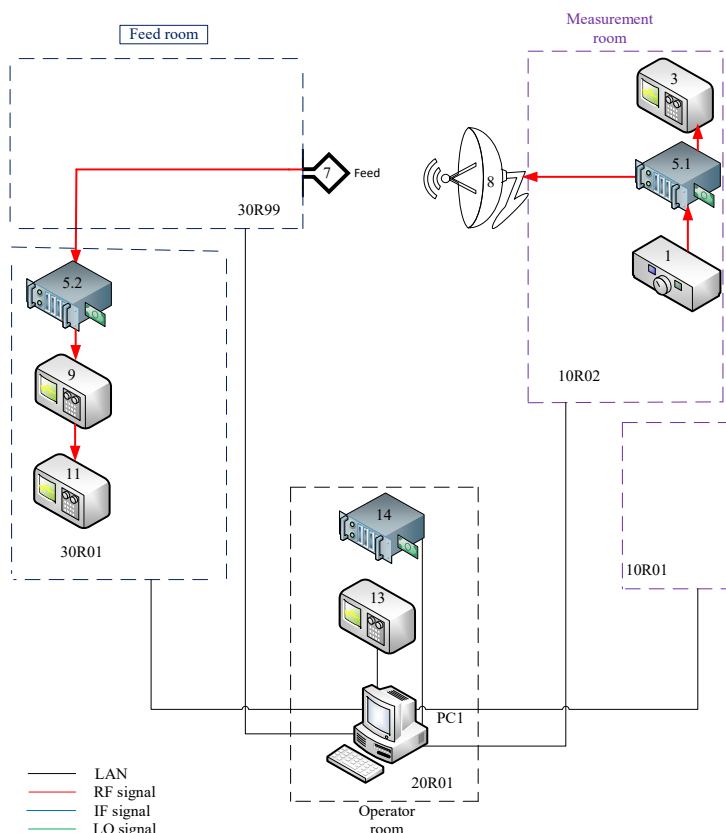 Feed room
Measurement
room
3
5.1
7
Feed
8
1
30R99
5.2
9
10R02
11
14
30R01
10R01
13
PC1
20R01
LAN
RF signal
IF signal
LO signal
Operator
room